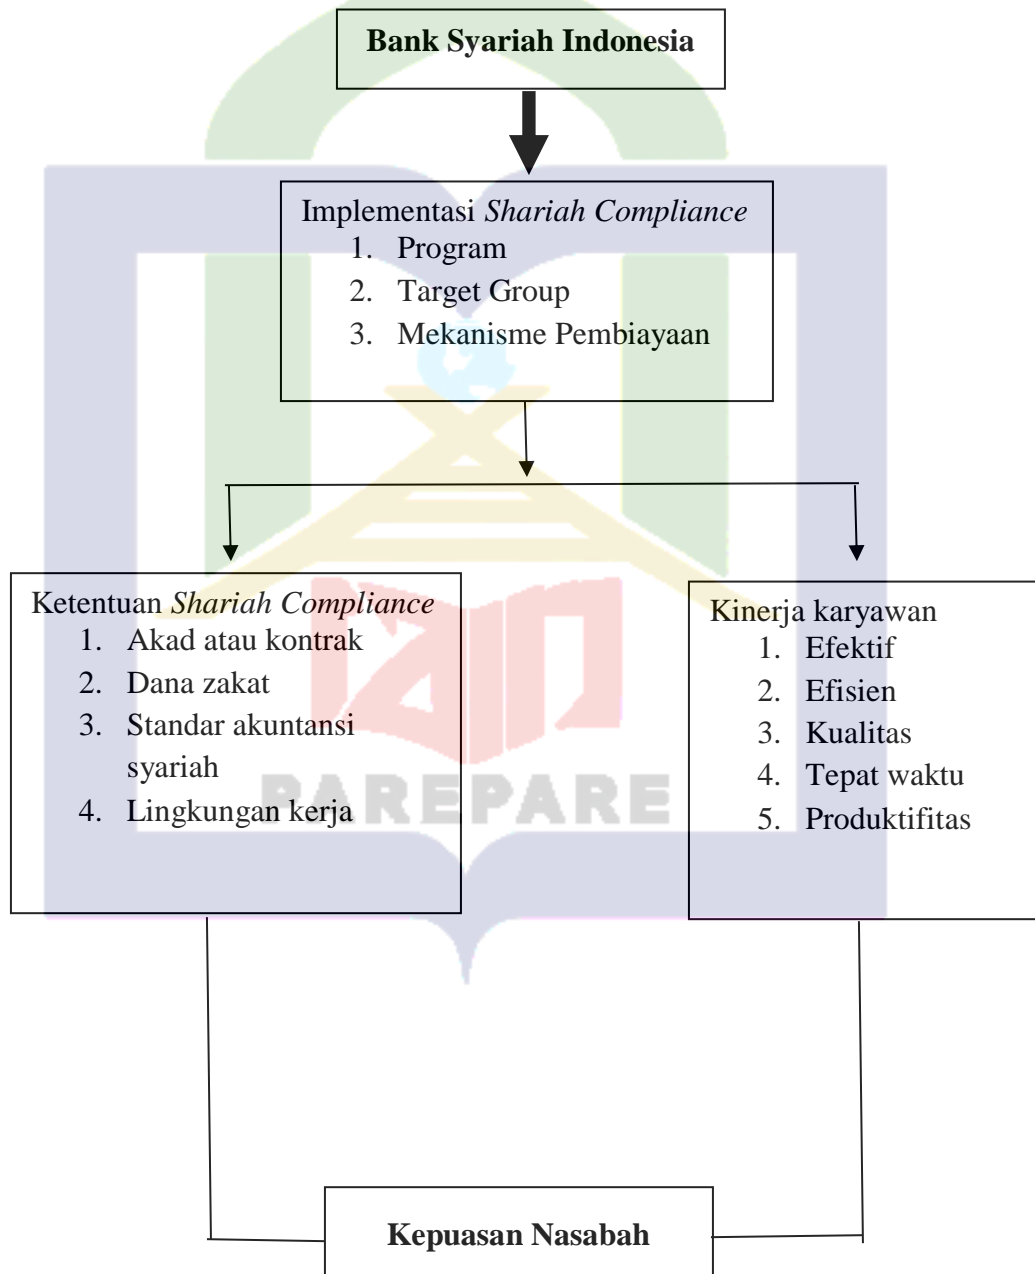 Bank Syariah Indonesia
Implementasi Shariah Compliance
1. Program
2. Target Group
3. Mekanisme Pembiayaan
Ketentuan Shariah Compliance
1. Akad atau kontrak
2. Dana zakat
3. Standar akuntansi
syariah
4. Lingkungan kerja
Kinerja karyawan
1. Efektif
2. Efisien
3. Kualitas
4. Tepat waktu
5. Produktifitas
iain
PAREPARE
Kepuasan Nasabah